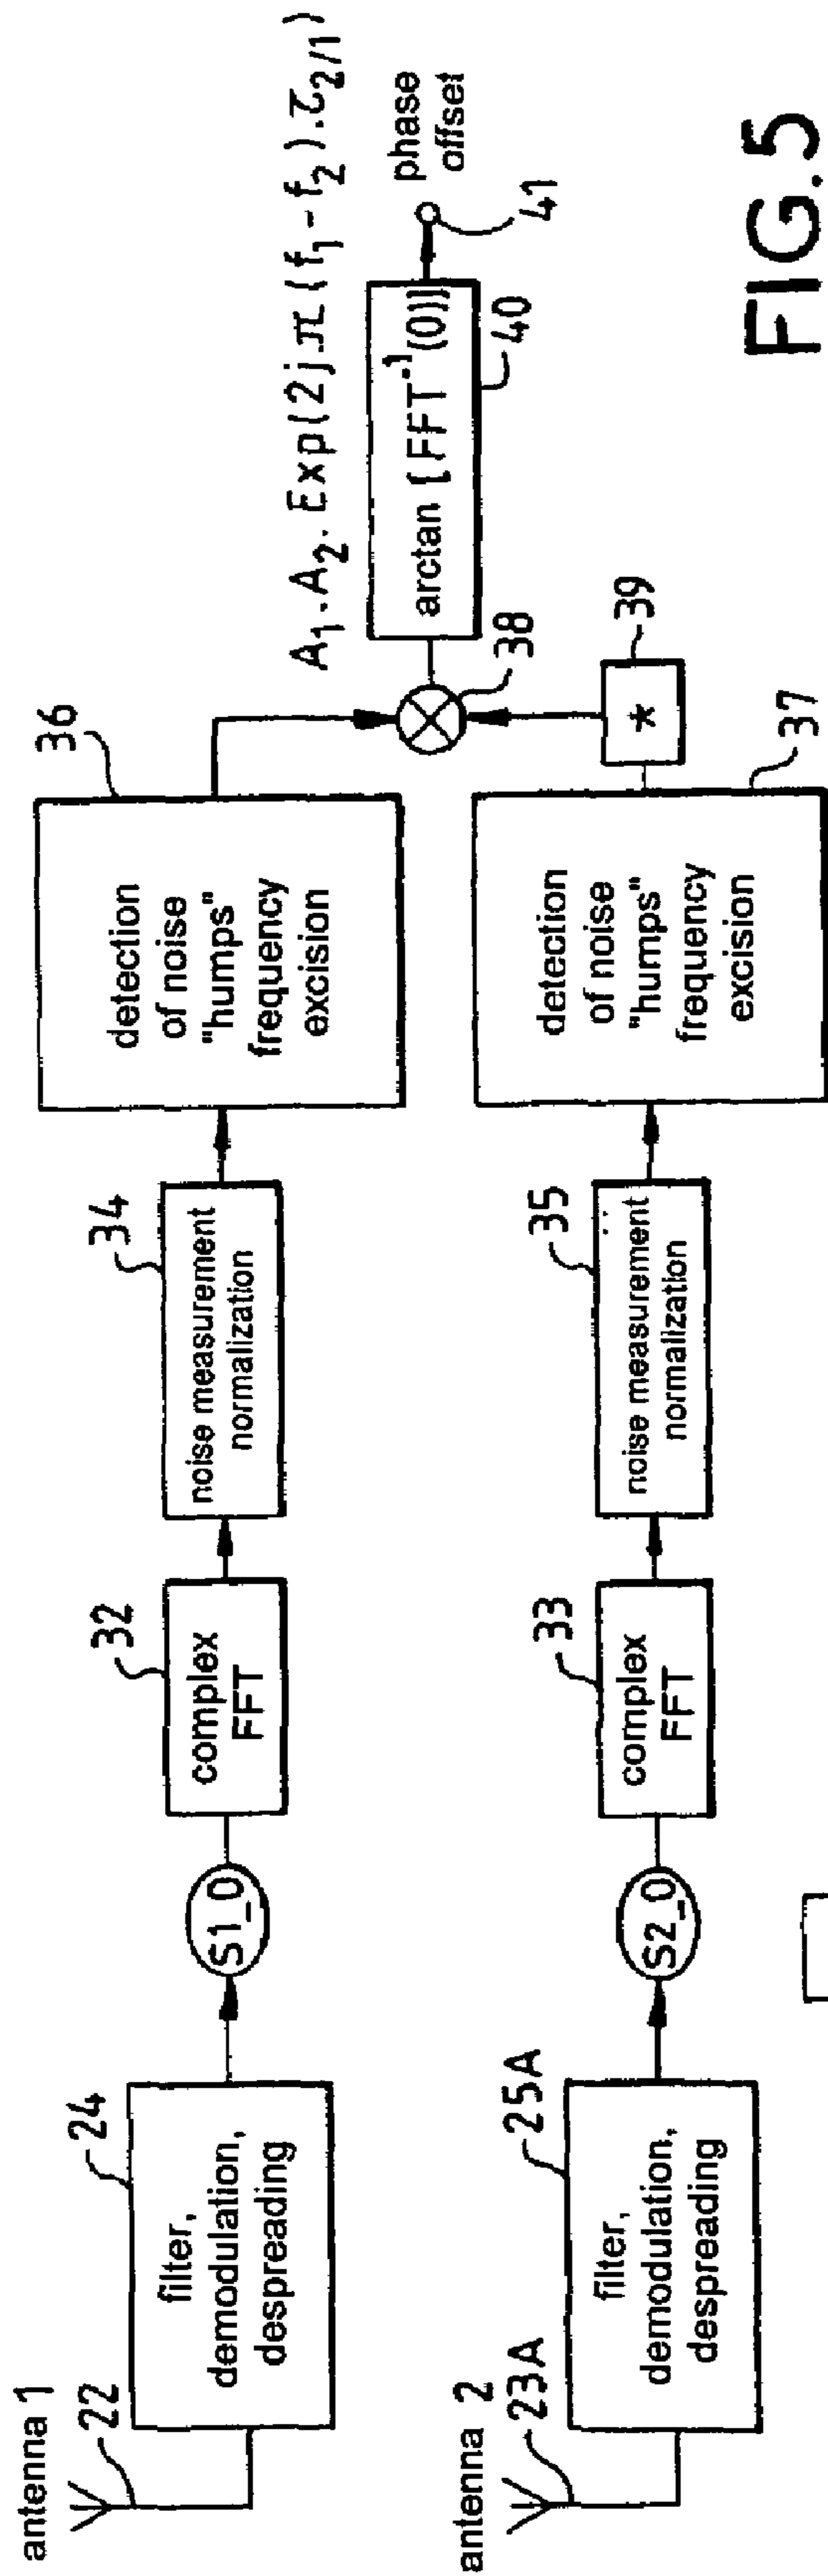 antenna 1
22
24
filter,
demodulation,
despreading
S1_0
32
complex
FFT
34
noise measurement
normalization
36
detection
of noise
"humps"
frequency
excision
antenna 2
23A
25A
filter,
demodulation,
despreading
S2_0
33
complex
FFT
35
noise measurement
normalization
37
detection
of noise
"humps"
frequency
excision
39
*
38
A₁.A₂.Exp(2j.π(f₁-f₂).τ₂/₁)
arctan [FFT⁻¹(0)]
40
41
phase
offset
FIG.5